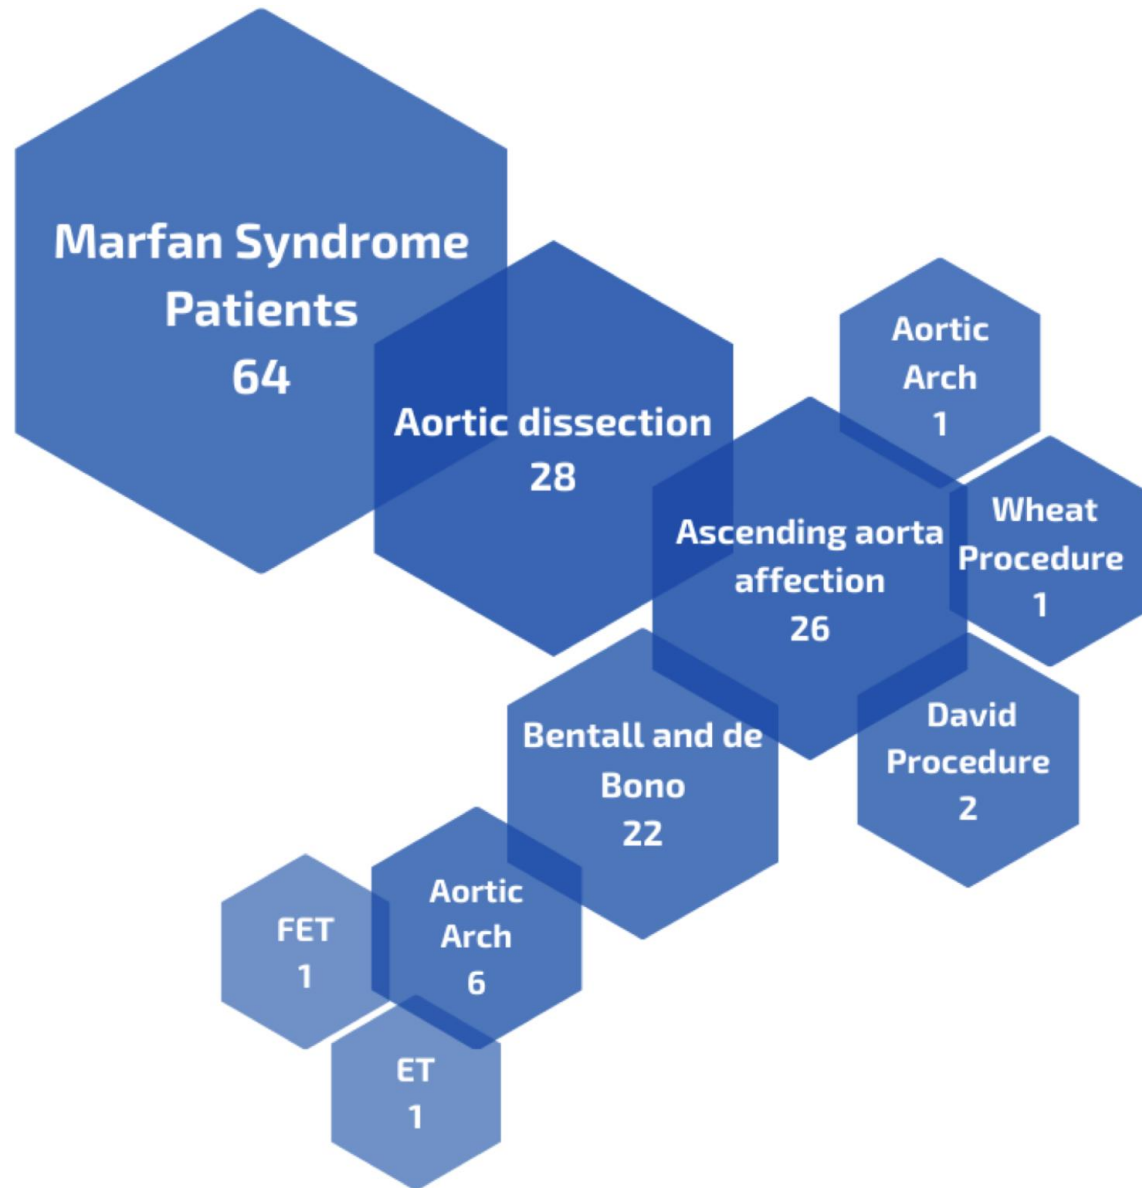 Marfan Syndrome
Patients
64
Aortic dissection
28
Aortic
Arch
1
Ascending aorta
affection
26
Wheat
Procedure
1
David
Procedure
2
Bentall and de
Bono
22
Aortic
Arch
6
FET
1
ET
1